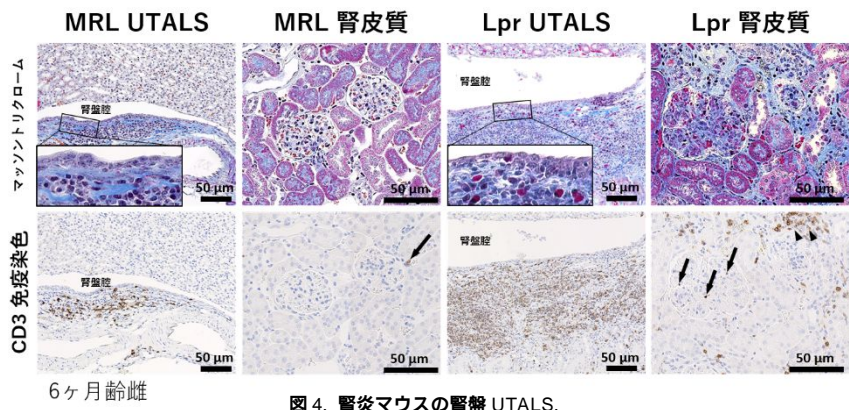 MRL UTALS
MRL 腎皮質
Lpr UTALS
Lpr 腎皮質
マッソントリクローム
腎盤腔
50 μm
50 μm
腎盤腔
50 μm
50 μm
CD3 免疫染色
腎盤腔
50 μm
50 μm
腎盤腔
50 μm
50 μm
6ヶ月齢雌
図 4. 腎炎マウスの腎盤 UTALS.